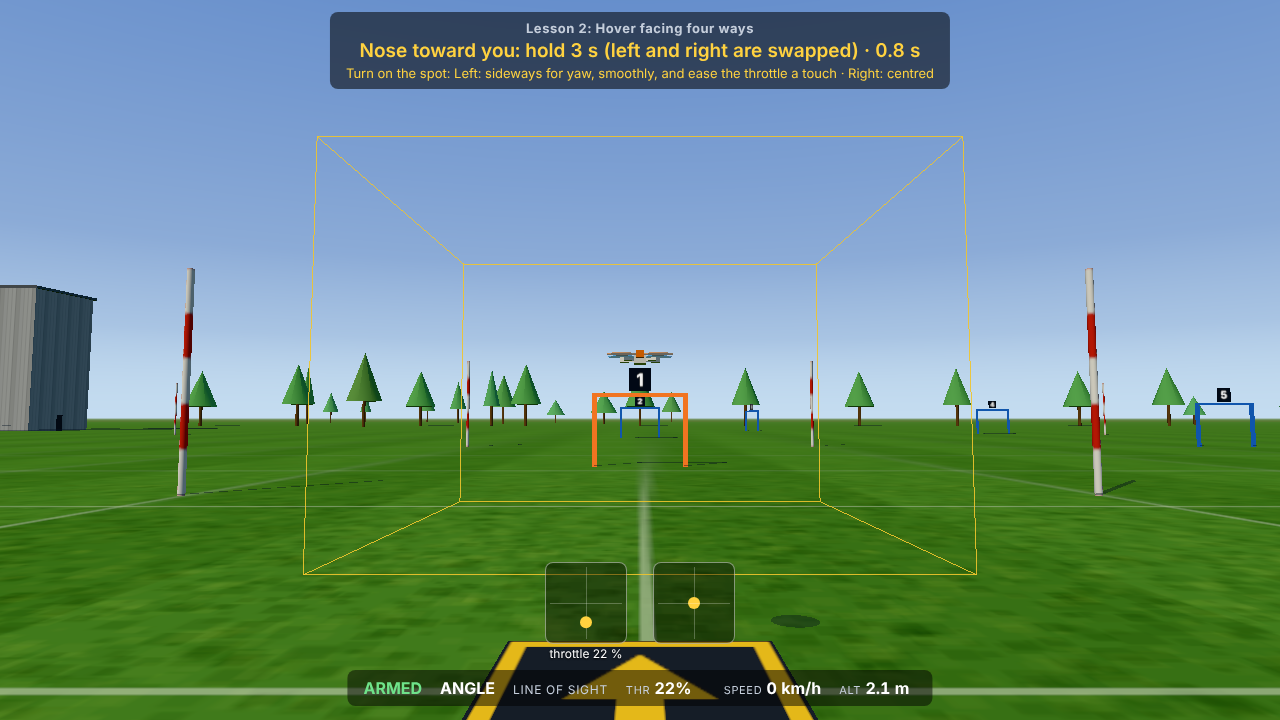 Lesson 2: Hover facing four ways
Nose toward you: hold 3 s (left and right are swapped) · 0.8 s
Turn on the spot: Left: sideways for yaw, smoothly, and ease the throttle a touch · Right: centred
1
2
4
5
throttle 22 %
ARMED ANGLE LINE OF SIGHT THR 22% SPEED 0 km/h ALT 2.1 m